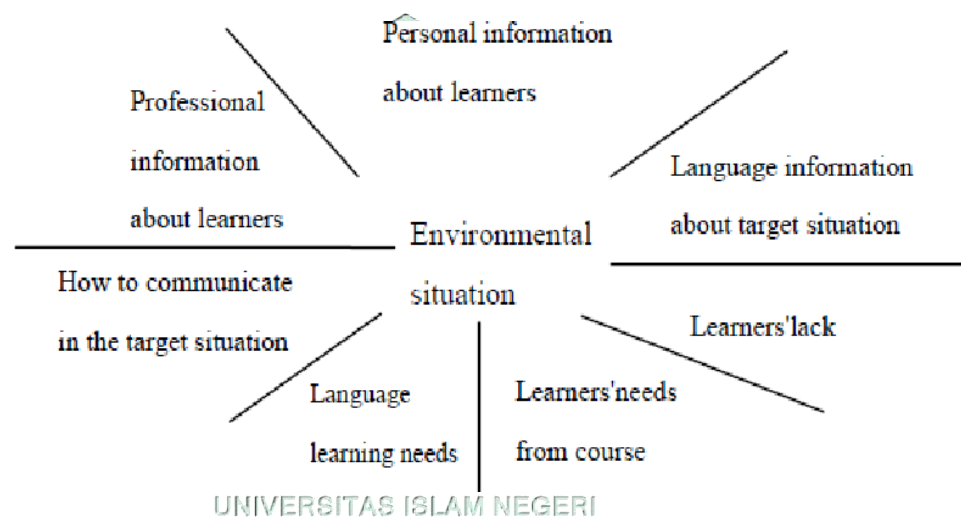 Personal information
about learners
Professional
information
about learners
Language information
about target situation
Environmental
situation
How to communicate
in the target situation
Learners'lack
Language
learning needs
Learners'needs
from course
UNIVERSITAS ISLAM NEGERI